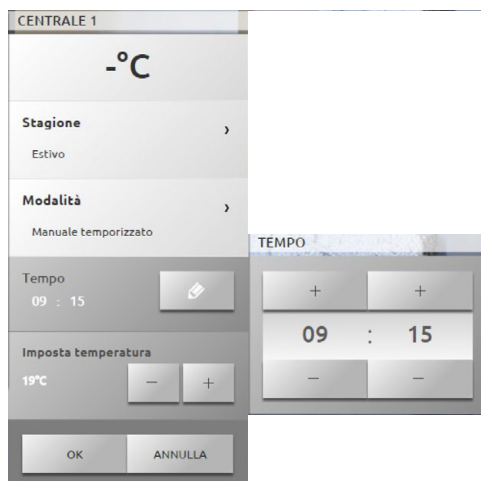 CENTRALE 1
-°C
Stagione
›
Estivo
Modalità
›
Manuale temporizzato
Tempo
09 : 15
Imposta temperatura
19°C
− +
OK ANNULLA
TEMPO
+ +
09 : 15
− −